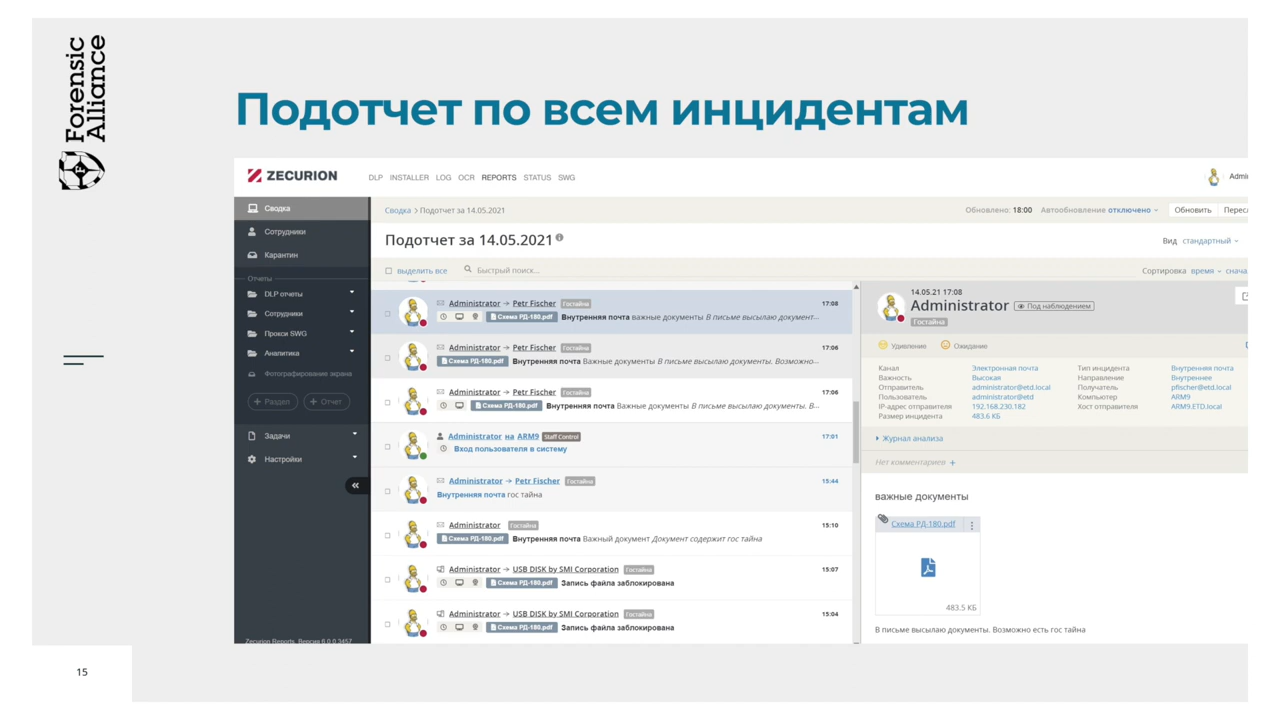 Forensic
Alliance
Подотчет по всем инцидентам
ZECURION
DLP INSTALLER LOG OCR REPORTS STATUS SWG
Сводка
Сотрудники
Карантин
Отчеты
DLP отчеты
Сотрудники
Прокси SWG
Аналитика
Фотографирование экрана
+ Раздел + Отчет
Задачи
Настройки
Zecurion Reports. Версия 6.0.0.3457
Сводка > Подотчет за 14.05.2021
Обновлено: 18:00 Автообновление отключено Обновить
Подотчет за 14.05.2021
Вид стандартный
выделить все Быстрый поиск...
Сортировка время
Administrator → Petr Fischer Гостайна 17:08
Схема РД-180.pdf Внутренняя почта важные документы В письме высылаю документ...
Administrator → Petr Fischer Гостайна 17:06
Схема РД-180.pdf Внутренняя почта Важные документы В письме высылаю документы. Возможно...
Administrator → Petr Fischer Гостайна 17:06
Схема РД-180.pdf Внутренняя почта Важные документы В письме высылаю документы. В...
Administrator на ARM9 Staff Control 17:01
Вход пользователя в систему
Administrator → Petr Fischer Гостайна 15:44
Внутренняя почта гос тайна
Administrator Гостайна 15:10
Схема РД-180.pdf Внутренняя почта Важный документ Документ содержит гос тайна
Administrator → USB DISK by SMI Corporation Гостайна 15:07
Схема РД-180.pdf Запись файла заблокирована
Administrator → USB DISK by SMI Corporation Гостайна 15:04
Схема РД-180.pdf Запись файла заблокирована
14.05.21 17:08
Administrator Под наблюдением
Гостайна
Удивление Ожидание
Канал Электронная почта Тип инцидента Внутренняя почта
Важность Высокая Направление Внутреннее
Отправитель administrator@etd.local Получатель pfischer@etd.local
Пользователь administrator@etd Компьютер ARM9
IP-адрес отправителя 192.168.230.182 Хост отправителя ARM9.ETD.local
Размер инцидента 483.6 КБ
Журнал анализа
Нет комментариев +
важные документы
Схема РД-180.pdf
483.5 КБ
В письме высылаю документы. Возможно есть гос тайна
15